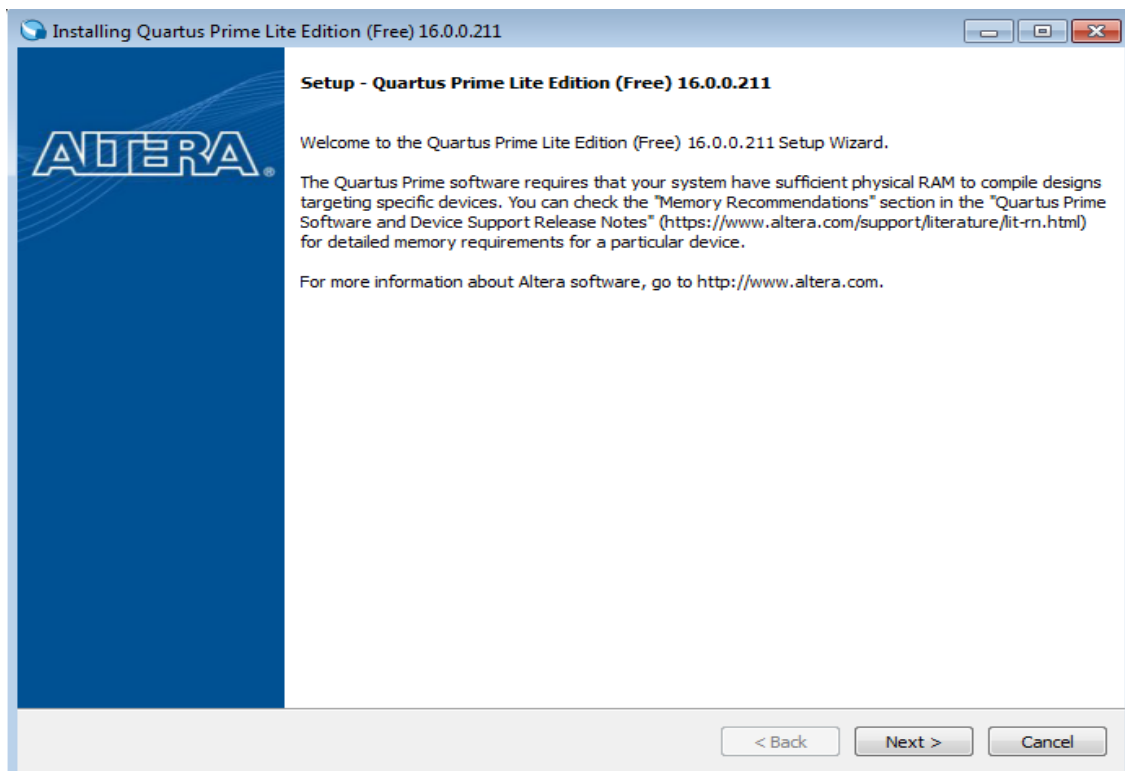 Installing Quartus Prime Lite Edition (Free) 16.0.0.211
ALTERA®
Setup - Quartus Prime Lite Edition (Free) 16.0.0.211
Welcome to the Quartus Prime Lite Edition (Free) 16.0.0.211 Setup Wizard.
The Quartus Prime software requires that your system have sufficient physical RAM to compile designs
targeting specific devices. You can check the "Memory Recommendations" section in the "Quartus Prime
Software and Device Support Release Notes" (https://www.altera.com/support/literature/lit-rn.html)
for detailed memory requirements for a particular device.
For more information about Altera software, go to http://www.altera.com.
< Back
Next >
Cancel